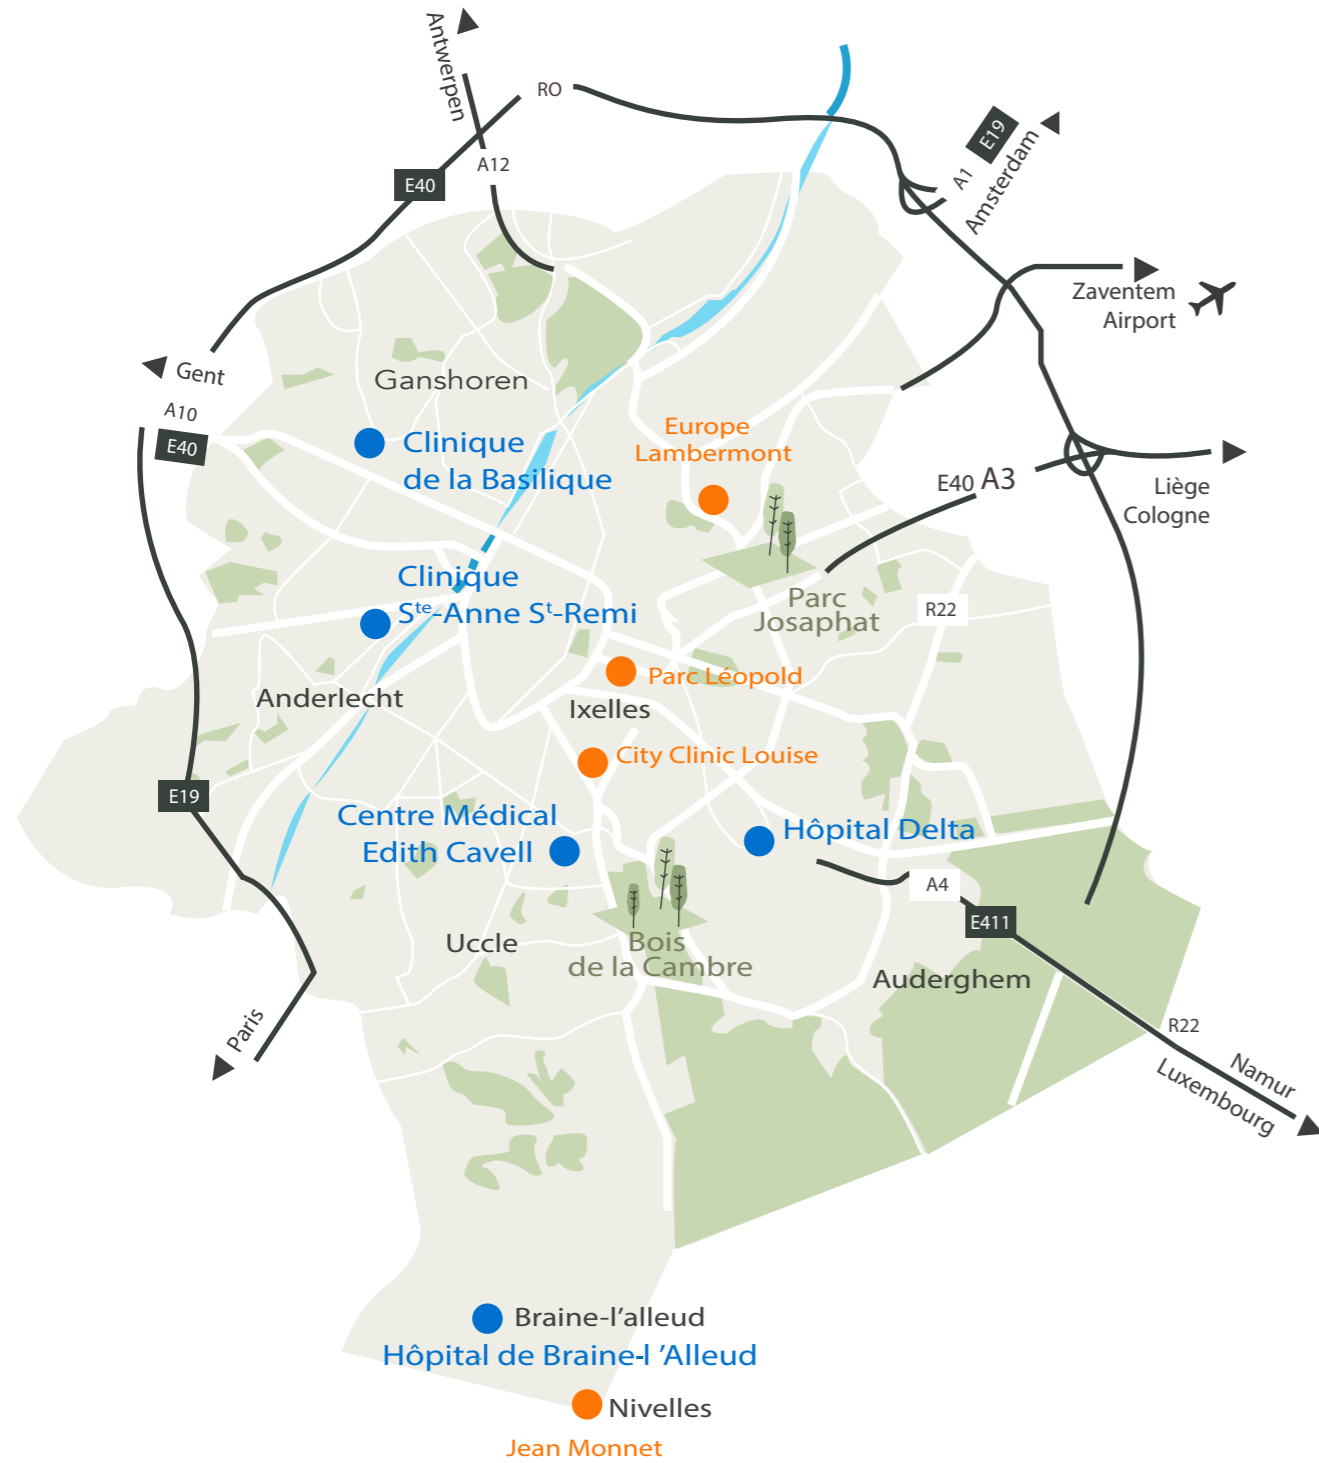 Antwerpen
RO
A12
E40
E19
A1
Amsterdam
Zaventem
Airport
Gent
A10
E40
Ganshoren
Clinique
de la Basilique
Europe
Lambermont
E40 A3
Liège
Cologne
Clinique
Ste-Anne St-Remi
Parc
Josaphat
R22
Parc Léopold
Anderlecht
Ixelles
City Clinic Louise
E19
Centre Médical
Edith Cavell
Hôpital Delta
A4
E411
Uccle
Bois
de la Cambre
Auderghem
Paris
R22
Namur
Luxembourg
Braine-l'alleud
Hôpital de Braine-l 'Alleud
Nivelles
Jean Monnet